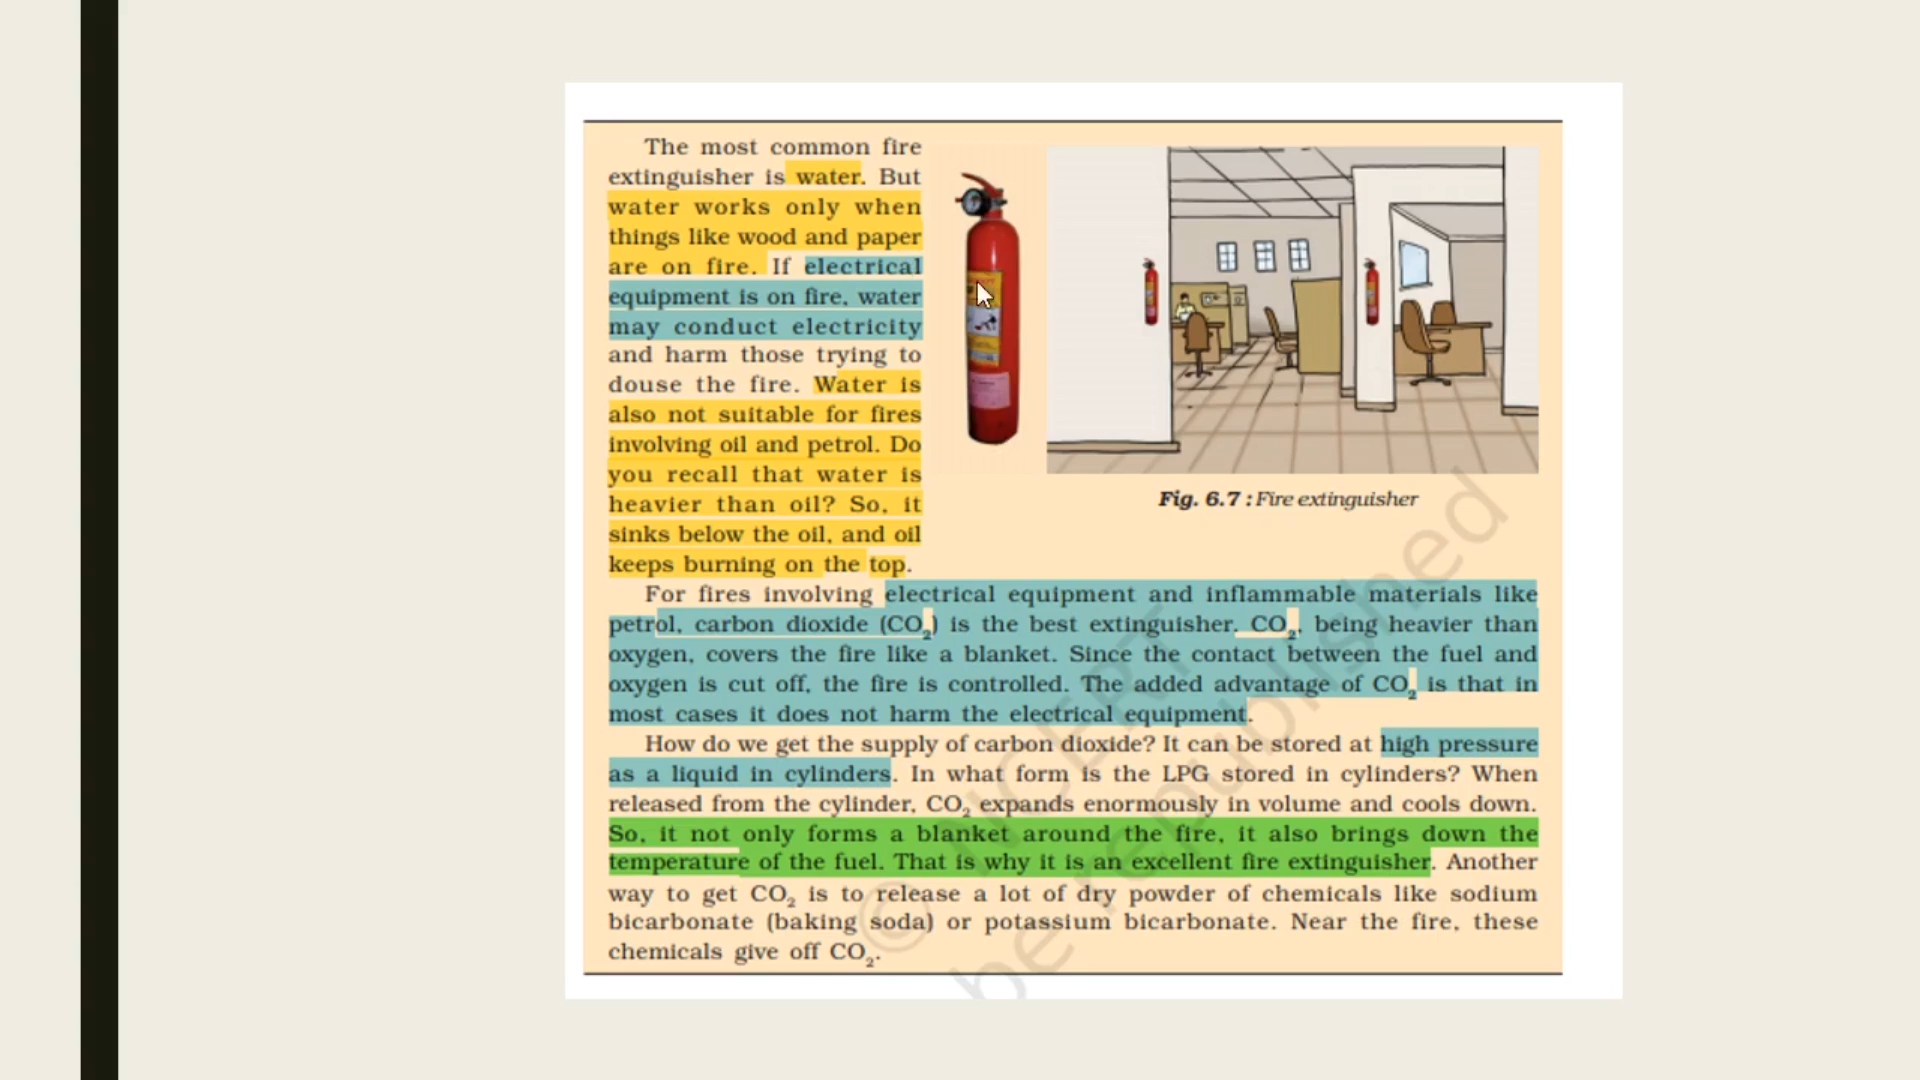 The most common fire
extinguisher is water. But
water works only when
things like wood and paper
are on fire. If electrical
equipment is on fire, water
may conduct electricity
and harm those trying to
douse the fire. Water is
also not suitable for fires
involving oil and petrol. Do
you recall that water is
heavier than oil? So, it
sinks below the oil, and oil
keeps burning on the top.
Fig. 6.7 : Fire extinguisher
For fires involving electrical equipment and inflammable materials like
petrol, carbon dioxide (CO₂) is the best extinguisher. CO₂, being heavier than
oxygen, covers the fire like a blanket. Since the contact between the fuel and
oxygen is cut off, the fire is controlled. The added advantage of CO₂ is that in
most cases it does not harm the electrical equipment.
How do we get the supply of carbon dioxide? It can be stored at high pressure
as a liquid in cylinders. In what form is the LPG stored in cylinders? When
released from the cylinder, CO₂ expands enormously in volume and cools down.
So, it not only forms a blanket around the fire, it also brings down the
temperature of the fuel. That is why it is an excellent fire extinguisher. Another
way to get CO₂ is to release a lot of dry powder of chemicals like sodium
bicarbonate (baking soda) or potassium bicarbonate. Near the fire, these
chemicals give off CO₂.
© NCERT
be republished